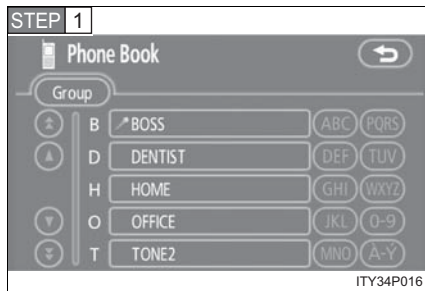 STEP 1
Phone Book
Group
B BOSS ABC PQRS
D DENTIST DEF TUV
H HOME GHI WXYZ
O OFFICE JKL 0-9
T TONE2 MNO À-Ý
ITY34P016